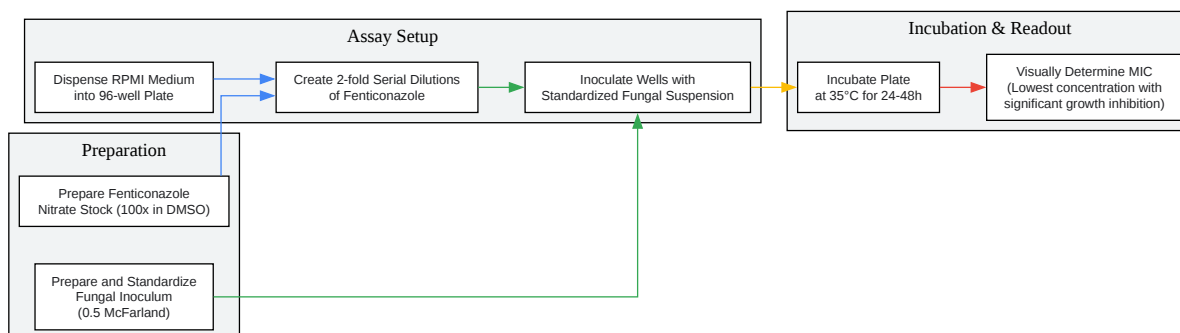 Assay Setup
Dispense RPMI Medium
into 96-well Plate
Create 2-fold Serial Dilutions
of Fenticonazole
Inoculate Wells with
Standardized Fungal Suspension
Incubation & Readout
Incubate Plate
at 35°C for 24-48h
Visually Determine MIC
(Lowest concentration with
significant growth inhibition)
Preparation
Prepare Fenticonazole
Nitrate Stock (100x in DMSO)
Prepare and Standardize
Fungal Inoculum
(0.5 McFarland)